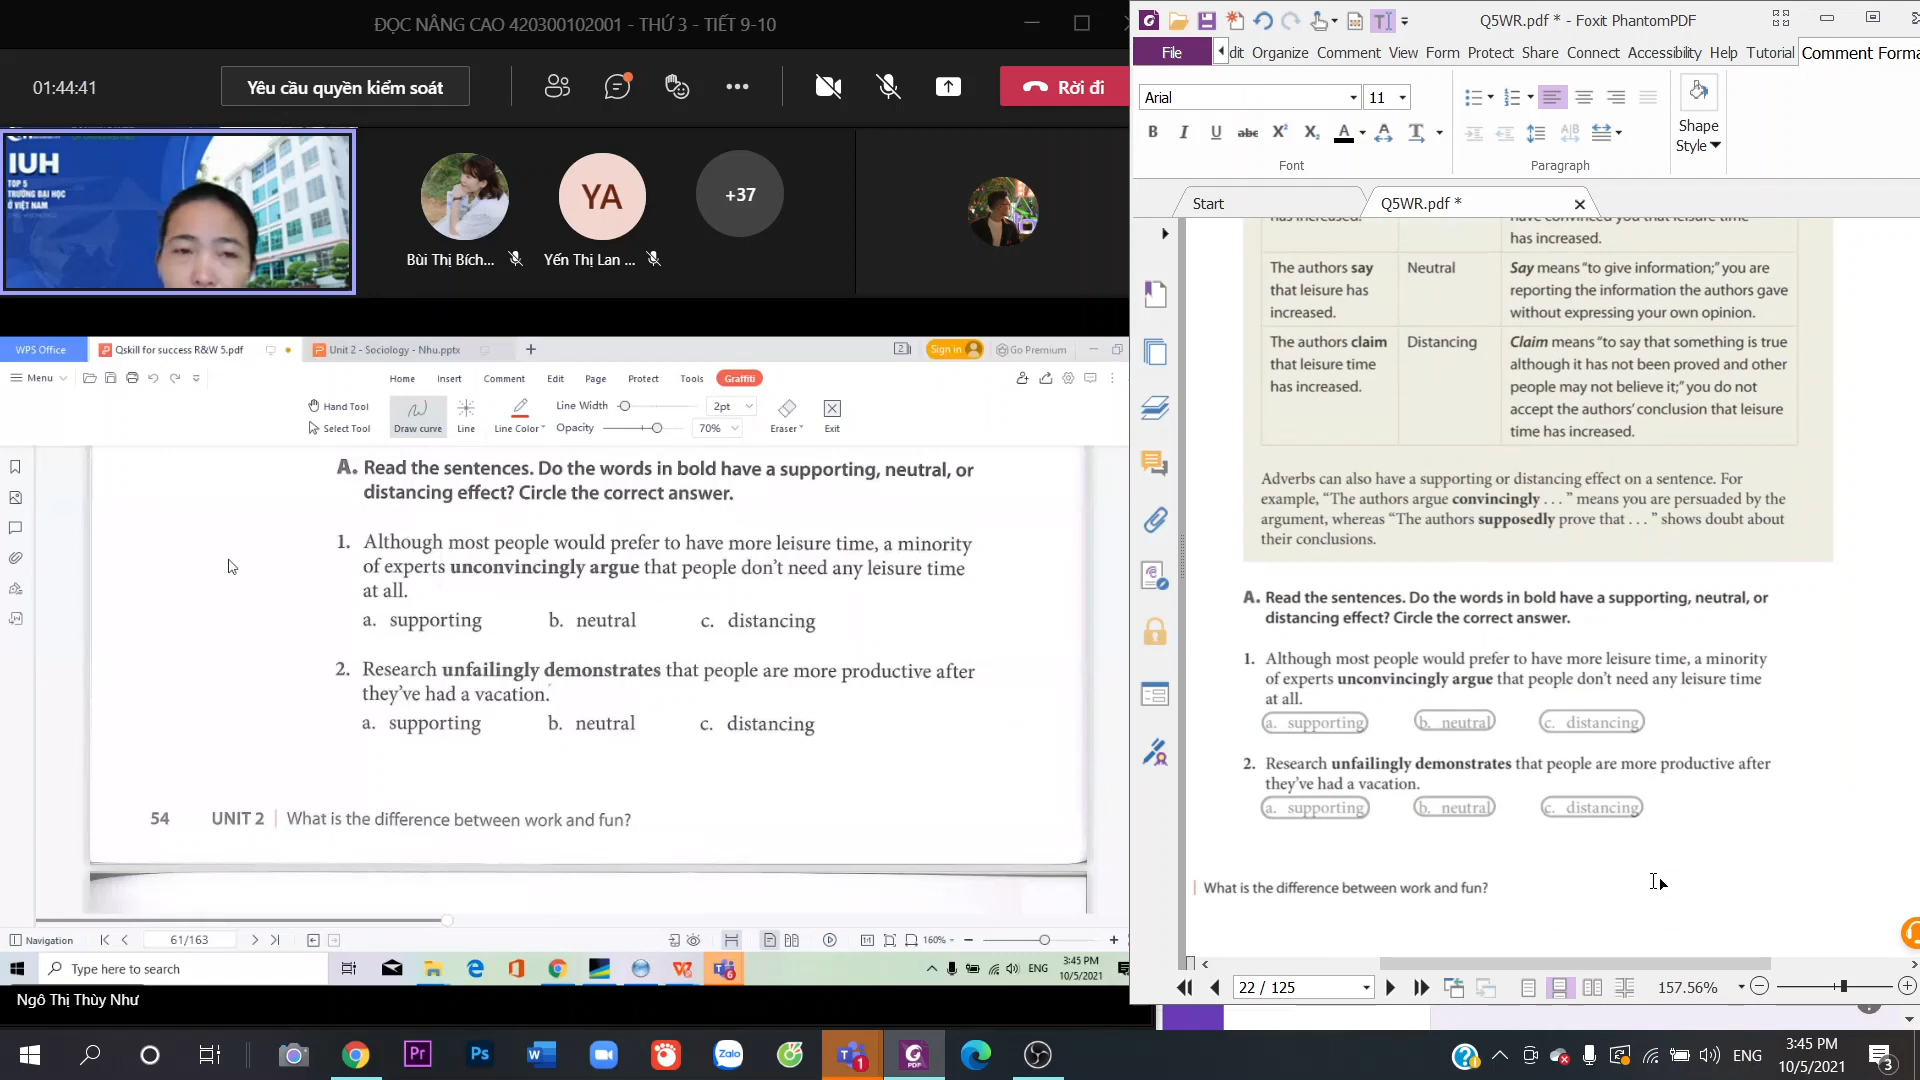 ĐỌC NÂNG CAO 420300102001 - THỨ 3 - TIẾT 9-10
01:44:41
Yêu cầu quyền kiểm soát
Rời đi
IUH
TOP 5
TRƯỜNG ĐẠI HỌC
Ở VIỆT NAM
Bùi Thị Bích...
YA
Yến Thị Lan ...
+37
WPS Office
Qskill for success R&W 5.pdf
Unit 2 - Sociology - Nhu.pptx
Sign in
Go Premium
Menu
Home
Insert
Comment
Edit
Page
Protect
Tools
Graffiti
Hand Tool
Select Tool
Draw curve
Line
Line Color
Line Width
2pt
Opacity
70%
Eraser
Exit
A. Read the sentences. Do the words in bold have a supporting, neutral, or
distancing effect? Circle the correct answer.
1. Although most people would prefer to have more leisure time, a minority
of experts unconvincingly argue that people don't need any leisure time
at all.
a. supporting b. neutral c. distancing
2. Research unfailingly demonstrates that people are more productive after
they've had a vacation.
a. supporting b. neutral c. distancing
54 UNIT 2 | What is the difference between work and fun?
Navigation
61/163
160%
Type here to search
ENG
3:45 PM
10/5/2021
Ngô Thị Thùy Như
Q5WR.pdf * - Foxit PhantomPDF
File
dit
Organize
Comment
View
Form
Protect
Share
Connect
Accessibility
Help
Tutorial
Comment Forma
Arial
11
Font
Paragraph
Shape
Style
Start
Q5WR.pdf *
has increased.
have convinced you that leisure time
has increased.
The authors say
that leisure has
increased.
Neutral
Say means "to give information;" you are
reporting the information the authors gave
without expressing your own opinion.
The authors claim
that leisure time
has increased.
Distancing
Claim means "to say that something is true
although it has not been proved and other
people may not believe it;" you do not
accept the authors' conclusion that leisure
time has increased.
Adverbs can also have a supporting or distancing effect on a sentence. For
example, "The authors argue convincingly . . . " means you are persuaded by the
argument, whereas "The authors supposedly prove that . . . " shows doubt about
their conclusions.
A. Read the sentences. Do the words in bold have a supporting, neutral, or
distancing effect? Circle the correct answer.
1. Although most people would prefer to have more leisure time, a minority
of experts unconvincingly argue that people don't need any leisure time
at all.
a. supporting b. neutral c. distancing
2. Research unfailingly demonstrates that people are more productive after
they've had a vacation.
a. supporting b. neutral c. distancing
What is the difference between work and fun?
22 / 125
157.56%
ENG
3:45 PM
10/5/2021